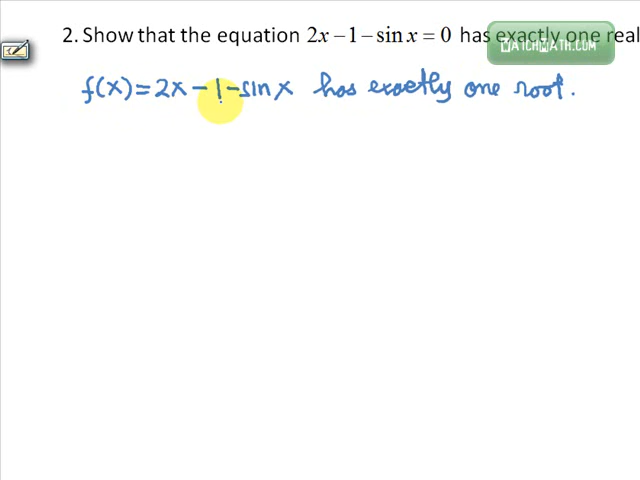 2. Show that the equation 2x − 1 − sin x = 0 has exactly one real
WATCHMATH.COM
f(x) = 2x − 1 − sin x has exactly one root.